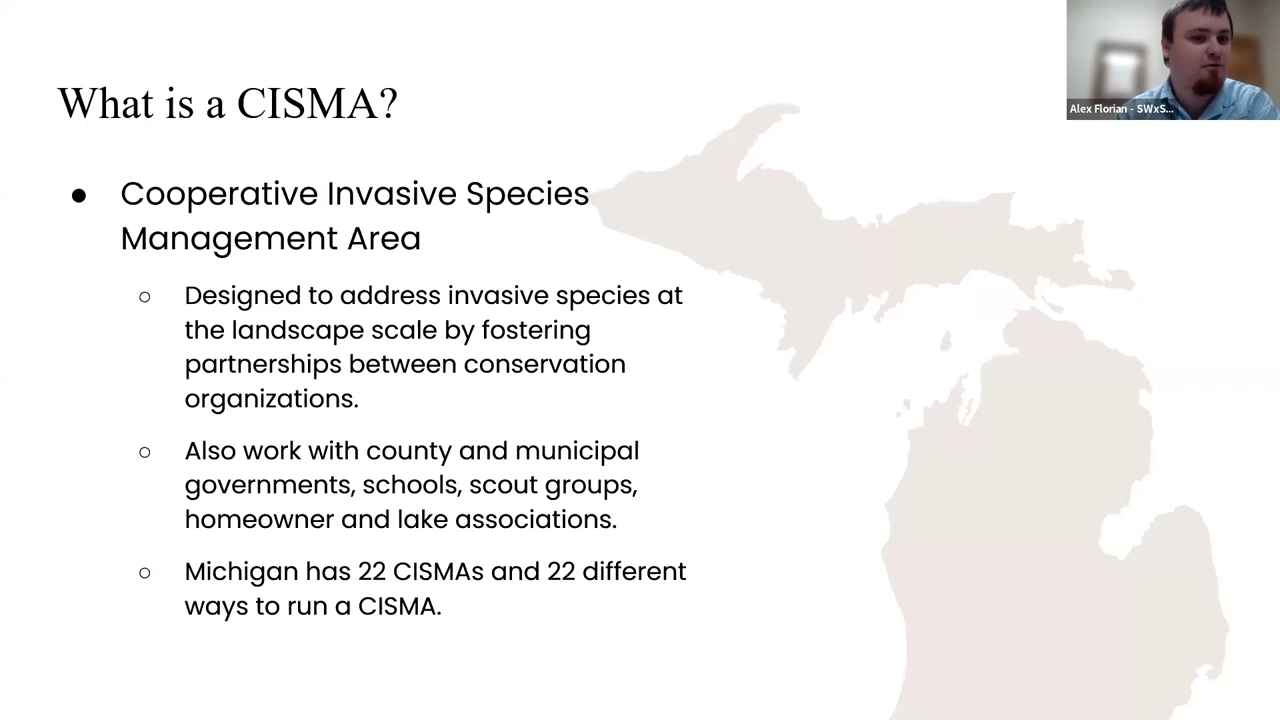 What is a CISMA?
● Cooperative Invasive Species
Management Area
○ Designed to address invasive species at
the landscape scale by fostering
partnerships between conservation
organizations.
○ Also work with county and municipal
governments, schools, scout groups,
homeowner and lake associations.
○ Michigan has 22 CISMAs and 22 different
ways to run a CISMA.
Alex Florian - SWxS...